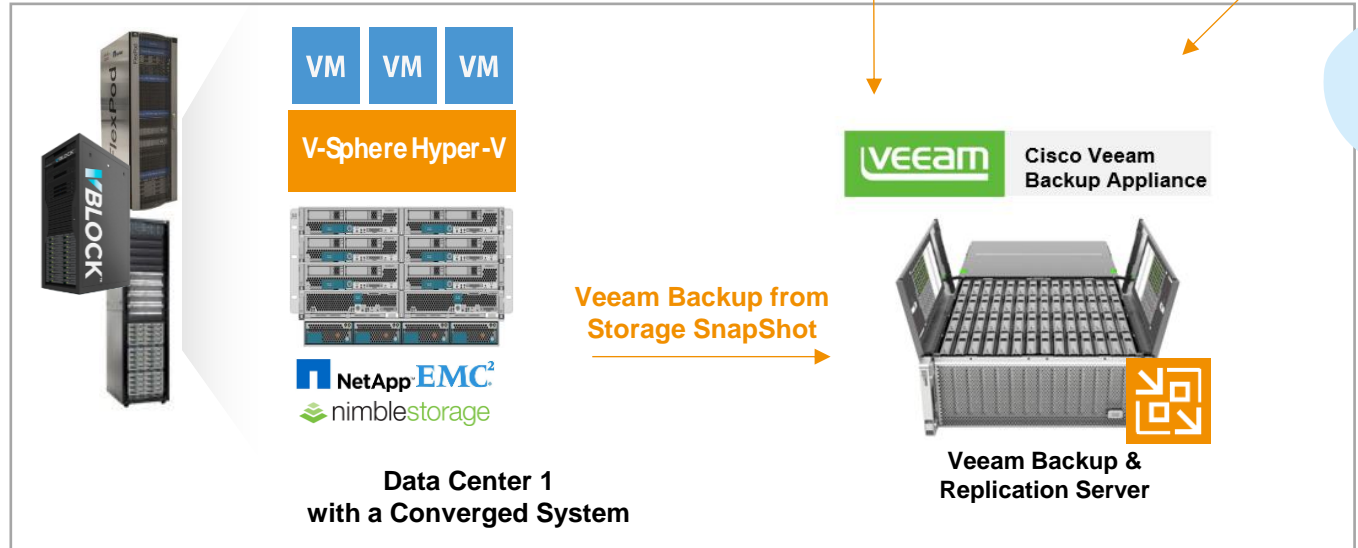 FlexPod
VBLOCK
VM VM VM
V-Sphere Hyper-V
NetApp EMC²
nimblestorage
Data Center 1
with a Converged System
Veeam Backup from
Storage SnapShot
veeam
Cisco Veeam
Backup Appliance
Veeam Backup &
Replication Server